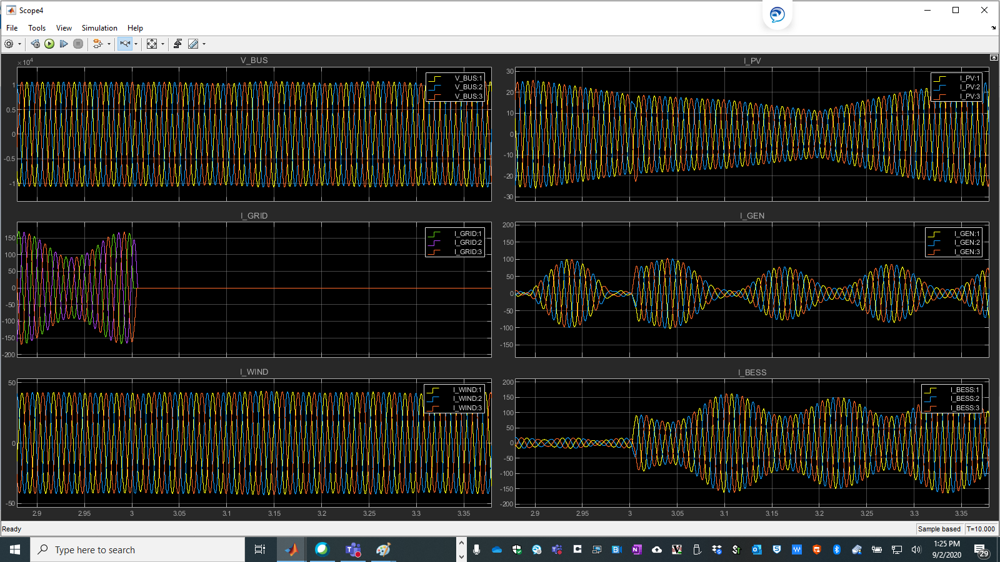 Scope4
File Tools View Simulation Help
V_BUS
×10^4
1
0.5
0
-0.5
-1
V_BUS:1
V_BUS:2
V_BUS:3
I_PV
30
20
10
0
-10
-20
-30
I_PV:1
I_PV:2
I_PV:3
I_GRID
150
100
50
0
-50
-100
-150
-200
I_GRID:1
I_GRID:2
I_GRID:3
I_GEN
200
150
100
50
0
-50
-100
-150
I_GEN:1
I_GEN:2
I_GEN:3
I_WIND
50
0
-50
I_WIND:1
I_WIND:2
I_WIND:3
2.9 2.95 3 3.05 3.1 3.15 3.2 3.25 3.3 3.35
I_BESS
200
150
100
50
0
-50
-100
-150
-200
I_BESS:1
I_BESS:2
I_BESS:3
2.9 2.95 3 3.05 3.1 3.15 3.2 3.25 3.3 3.35
Ready
Sample based T=10.000
Type here to search
1:25 PM
9/2/2020
29